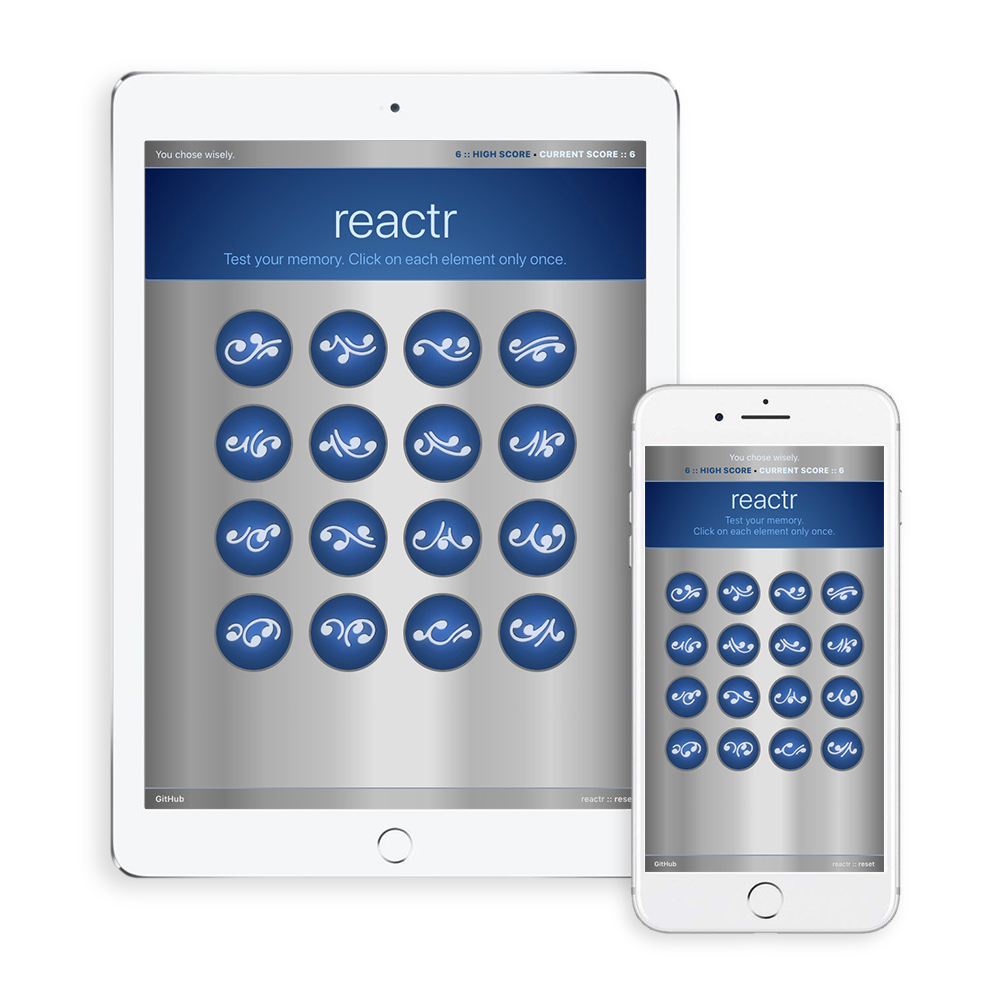 You chose wisely.
6 :: HIGH SCORE • CURRENT SCORE :: 6
reactr
Test your memory. Click on each element only once.
GitHub
reactr :: rese
You chose wisely.
6 :: HIGH SCORE • CURRENT SCORE :: 6
reactr
Test your memory.
Click on each element only once.
GitHub
reactr :: reset